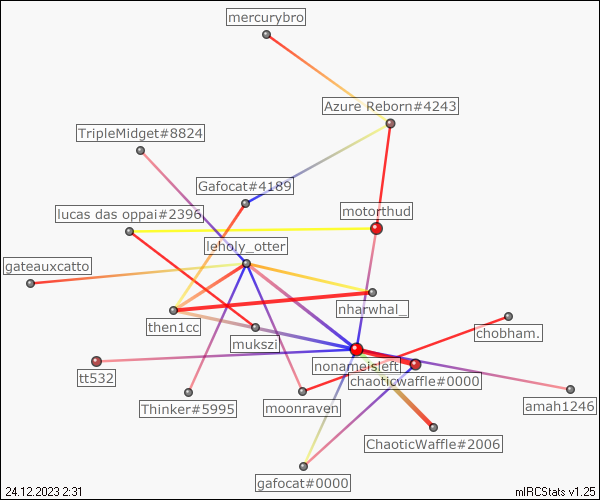 mercurybro
Azure Reborn#4243
TripleMidget#8824
Gafocat#4189
lucas das oppai#2396
motorthud
leholy_otter
gateauxcatto
nharwhal_
then1cc
chobham.
mukszi
nonameisleft
tt532
chaoticwaffle#0000
Thinker#5995
moonraven
amah1246
ChaoticWaffle#2006
gafocat#0000
24.12.2023 2:31
mIRCStats v1.25